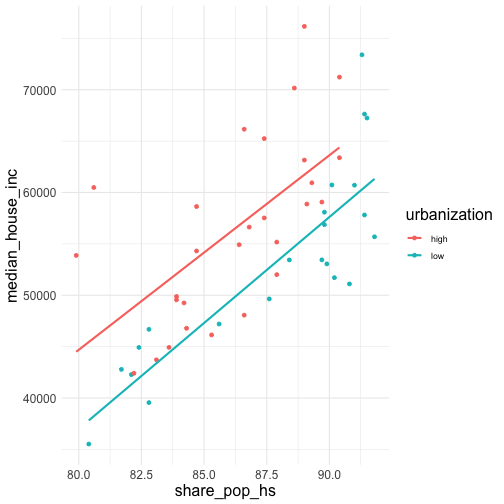 median_house_inc
70000
60000
50000
40000
80.0 82.5 85.0 87.5 90.0
share_pop_hs
urbanization
high
low